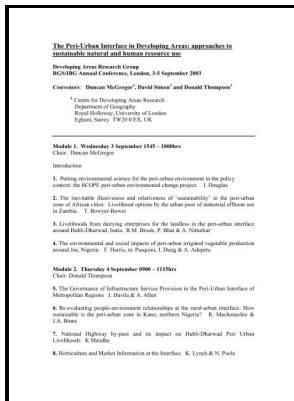 The Peri-Urban Interface in Developing Areas: approaches to
sustainable natural and human resource use
Developing Areas Research Group
RGS/IBG Annual Conference, London, 3-5 September 2003
Convenors: Duncan McGregor¹, David Simon¹ and Donald Thompson¹
¹ Centre for Developing Areas Research
Department of Geography
Royal Holloway, University of London
Egham, Surrey TW20 0 EX, UK
Module 1. Wednesday 3 September 1545 – 1800hrs
Chair: Duncan McGregor
Introduction
1. Putting environmental science for the peri-urban environment in the policy
context: the SCOPE peri-urban environmental change project. I. Douglas
2. The inevitable illusiveness and relativeness of 'sustainability' in the peri-urban
zone of African cities: Livelihood options by the urban poor of industrial effluent use
in Zambia. T. Bowyer-Bower
3. Livelihoods from dairying enterprises for the landless in the peri-urban interface
around Hubli-Dharwad, India. R.M. Brook, P. Bhat & A. Nitturkar
4. The environmental and social impacts of peri-urban irrigated vegetable production
around Jos, Nigeria. F. Harris, m. Pasquini, J. Dung & A. Adepetu
Module 2. Thursday 4 September 0900 – 1115hrs
Chair: Donald Thompson
5. The Governance of Infrastructure Service Provision in the Peri-Urban Interface of
Metropolitan Regions J. Davila & A. Allen
6. Re-evaluating people-environment relationships at the rural-urban interface: How
sustainable is the peri-urban zone in Kano, northern Nigeria? R. Machonachie &
J.A. Binns
7. National Highway by-pass and its impact on Hubli-Dharwad Peri Urban
Livelihoods K Shindhe
8. Horticulture and Market Information at the Interface K. Lynch & N. Poole